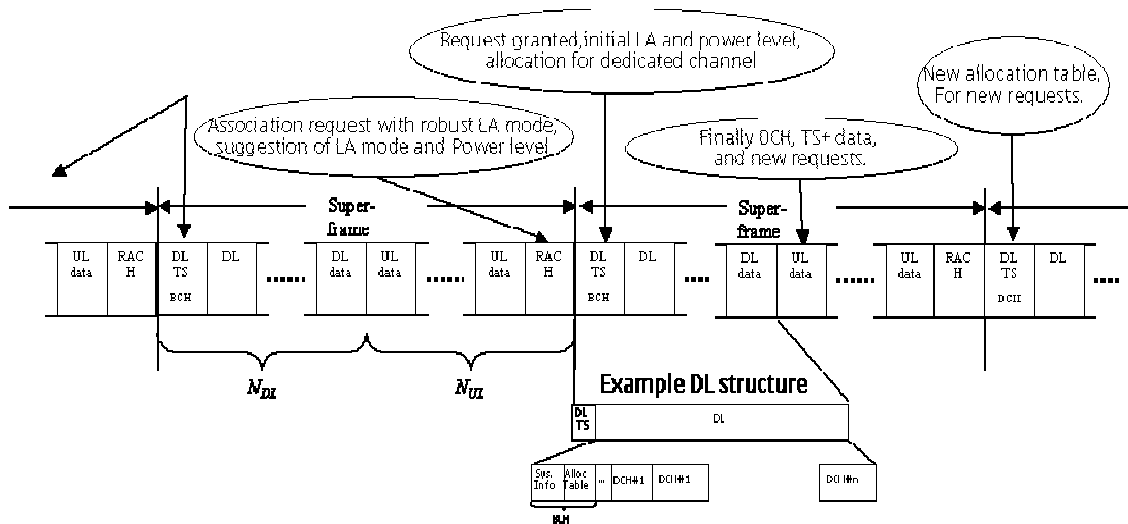 Request granted,initial LA and power level,
allocation for dedicated channel
New allocation table,
For new requests.
Association request with robust LA mode,
suggestion of LA mode and Power level
Finally DCH, TS+ data,
and new requests.
Super-
frame
Super-
frame
UL
data
RAC
H
DL
TS
BCH
DL
......
DL
data
UL
data
......
UL
data
RAC
H
DL
TS
BCH
DL
......
DL
data
UL
data
......
UL
data
RAC
H
DL
TS
DL
....
N_DL
N_UL
Example DL structure
DL
TS
DL
Sys.
Info
Alloc
Table
...
DCH#1
DCH#1
DCH#n
BCH